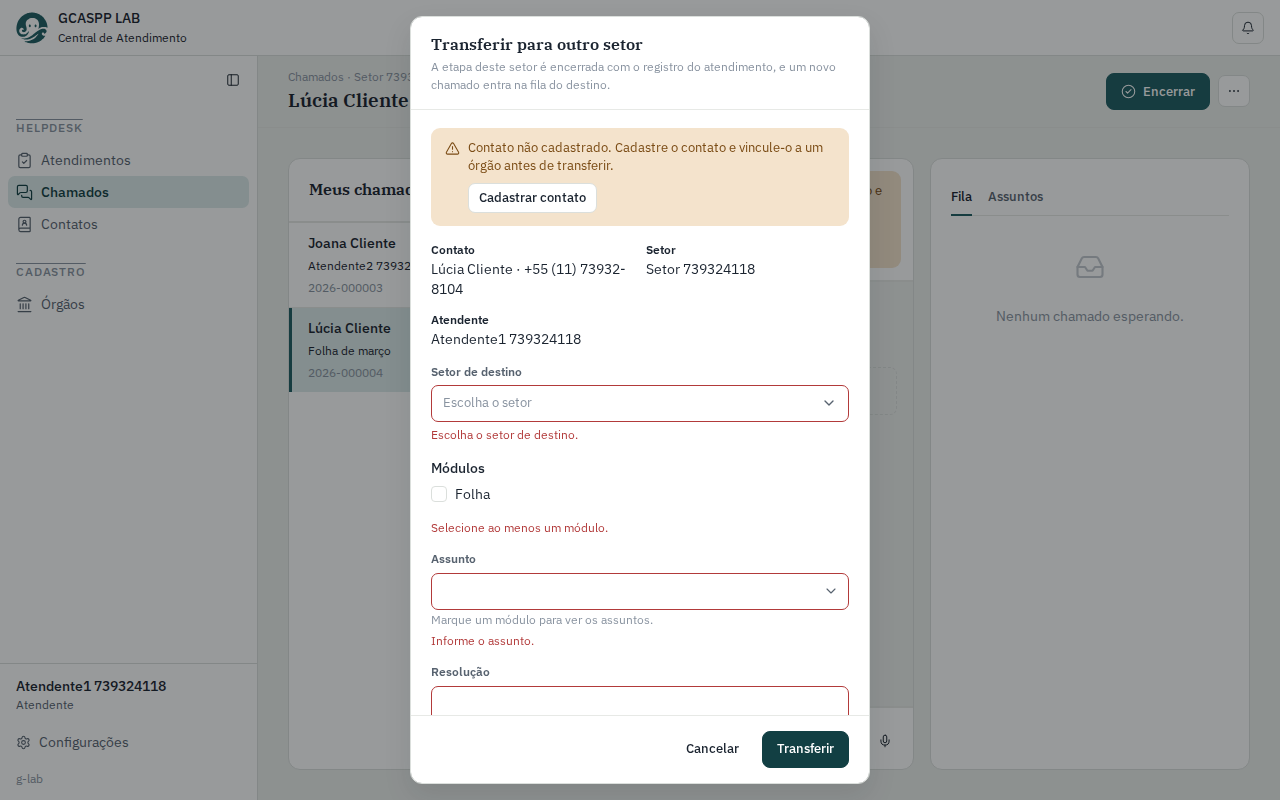 GCASPP LAB
Central de Atendimento
HELPDESK
Atendimentos
Chamados
Contatos
CADASTRO
Órgãos
Atendente1 739324118
Atendente
Configurações
g-lab
Chamados · Setor 7393
Lúcia Cliente
Encerrar
Meus chamad
Joana Cliente
Atendente2 73932
2026-000003
Lúcia Cliente
Folha de março
2026-000004
Transferir para outro setor
A etapa deste setor é encerrada com o registro do atendimento, e um novo
chamado entra na fila do destino.
Contato não cadastrado. Cadastre o contato e vincule-o a um
órgão antes de transferir.
Cadastrar contato
Contato
Lúcia Cliente · +55 (11) 73932-
8104
Setor
Setor 739324118
Atendente
Atendente1 739324118
Setor de destino
Escolha o setor
Escolha o setor de destino.
Módulos
Folha
Selecione ao menos um módulo.
Assunto
Marque um módulo para ver os assuntos.
Informe o assunto.
Resolução
Cancelar
Transferir
e
Fila
Assuntos
Nenhum chamado esperando.